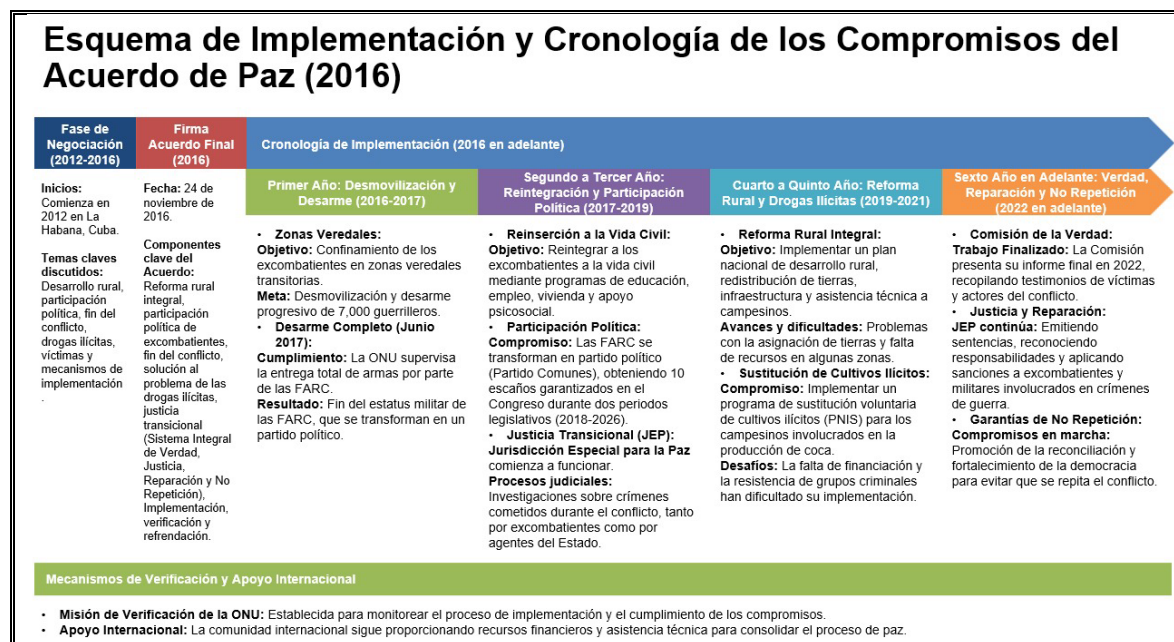 Esquema de Implementación y Cronología de los Compromisos del
Acuerdo de Paz (2016)
Fase de
Negociación
(2012-2016)
Firma
Acuerdo Final
(2016)
Cronología de Implementación (2016 en adelante)
Primer Año: Desmovilización y
Desarme (2016-2017)
Segundo a Tercer Año:
Reintegración y Participación
Política (2017-2019)
Cuarto a Quinto Año: Reforma
Rural y Drogas Ilícitas (2019-2021)
Sexto Año en Adelante: Verdad,
Reparación y No Repetición
(2022 en adelante)
Inicios:
Comienza en
2012 en La
Habana, Cuba.
Temas claves
discutidos:
Desarrollo rural,
participación
política, fin del
conflicto,
drogas ilícitas,
víctimas y
mecanismos de
implementación
.
Fecha: 24 de
noviembre de
2016.
Componentes
clave del
Acuerdo:
Reforma rural
integral,
participación
política de
excombatientes,
fin del conflicto,
solución al
problema de las
drogas ilícitas,
justicia
transicional
(Sistema Integral
de Verdad,
Justicia,
Reparación y No
Repetición),
Implementación,
verificación y
refrendación.
• Zonas Veredales:
Objetivo: Confinamiento de los
excombatientes en zonas veredales
transitorias.
Meta: Desmovilización y desarme
progresivo de 7,000 guerrilleros.
• Desarme Completo (Junio
2017):
Cumplimiento: La ONU supervisa
la entrega total de armas por parte
de las FARC.
Resultado: Fin del estatus militar de
las FARC, que se transforman en un
partido político.
• Reinserción a la Vida Civil:
Objetivo: Reintegrar a los
excombatientes a la vida civil
mediante programas de educación,
empleo, vivienda y apoyo
psicosocial.
• Participación Política:
Compromiso: Las FARC se
transforman en partido político
(Partido Comunes), obteniendo 10
escaños garantizados en el
Congreso durante dos periodos
legislativos (2018-2026).
• Justicia Transicional (JEP):
Jurisdicción Especial para la Paz
comienza a funcionar.
Procesos judiciales:
Investigaciones sobre crímenes
cometidos durante el conflicto, tanto
por excombatientes como por
agentes del Estado.
• Reforma Rural Integral:
Objetivo: Implementar un plan
nacional de desarrollo rural,
redistribución de tierras,
infraestructura y asistencia técnica a
campesinos.
Avances y dificultades: Problemas
con la asignación de tierras y falta
de recursos en algunas zonas.
• Sustitución de Cultivos Ilícitos:
Compromiso: Implementar un
programa de sustitución voluntaria
de cultivos ilícitos (PNIS) para los
campesinos involucrados en la
producción de coca.
Desafíos: La falta de financiación y
la resistencia de grupos criminales
han dificultado su implementación.
• Comisión de la Verdad:
Trabajo Finalizado: La Comisión
presenta su informe final en 2022,
recopilando testimonios de víctimas
y actores del conflicto.
• Justicia y Reparación:
JEP continúa: Emitiendo
sentencias, reconociendo
responsabilidades y aplicando
sanciones a excombatientes y
militares involucrados en crímenes
de guerra.
• Garantías de No Repetición:
Compromisos en marcha:
Promoción de la reconciliación y
fortalecimiento de la democracia
para evitar que se repita el conflicto.
Mecanismos de Verificación y Apoyo Internacional
• Misión de Verificación de la ONU: Establecida para monitorear el proceso de implementación y el cumplimiento de los compromisos.
• Apoyo Internacional: La comunidad internacional sigue proporcionando recursos financieros y asistencia técnica para consolidar el proceso de paz.